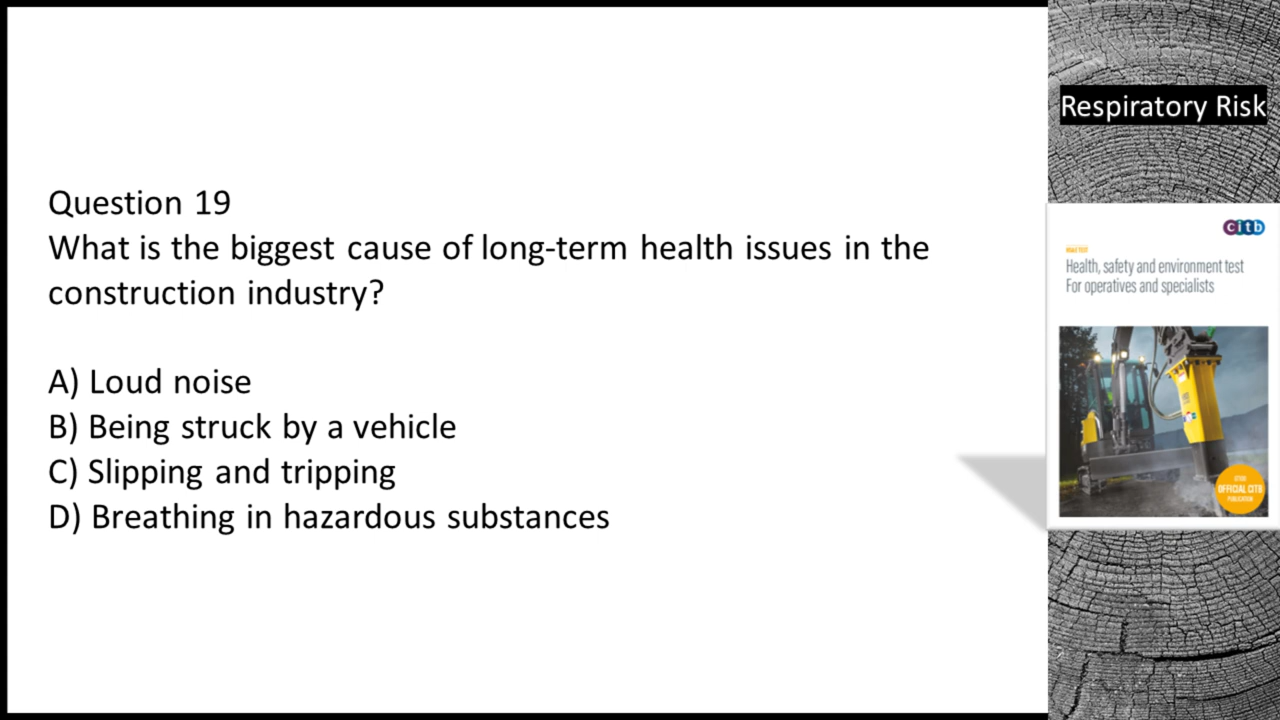 Question 19
What is the biggest cause of long-term health issues in the
construction industry?
A) Loud noise
B) Being struck by a vehicle
C) Slipping and tripping
D) Breathing in hazardous substances
Respiratory Risk
citb
Health, safety and environment test
For operatives and specialists
OFFICIAL CITB
PUBLICATION